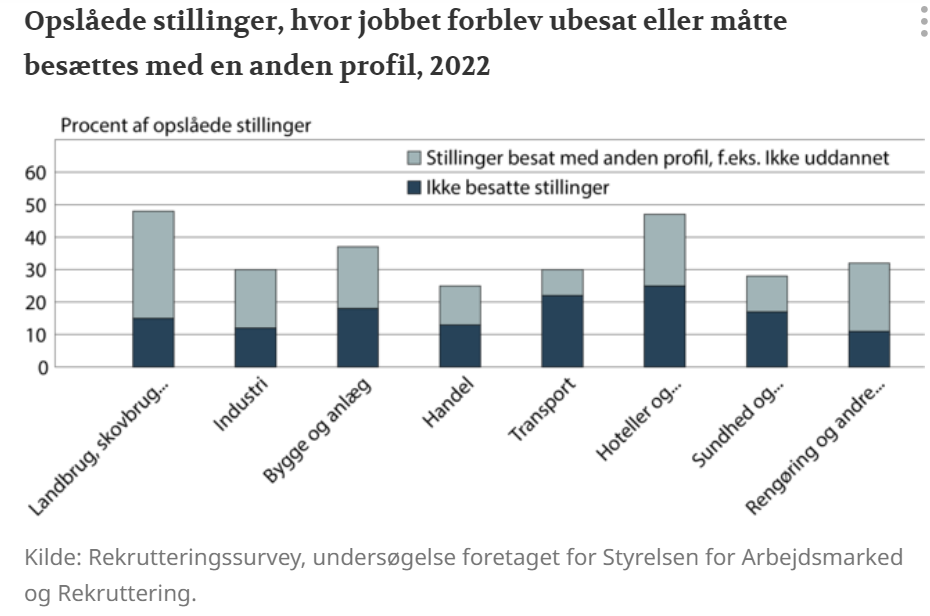 Opslåede stillinger, hvor jobbet forblev ubesat eller måtte
besættes med en anden profil, 2022
Procent af opslåede stillinger
Stillinger besat med anden profil, f.eks. Ikke uddannet
Ikke besatte stillinger
60
50
40
30
20
10
0
Landbrug, skovbrug...
Industri
Bygge og anlæg
Handel
Transport
Hoteller og...
Sundhed og...
Rengøring og andre...
Kilde: Rekrutteringssurvey, undersøgelse foretaget for Styrelsen for Arbejdsmarked
og Rekruttering.